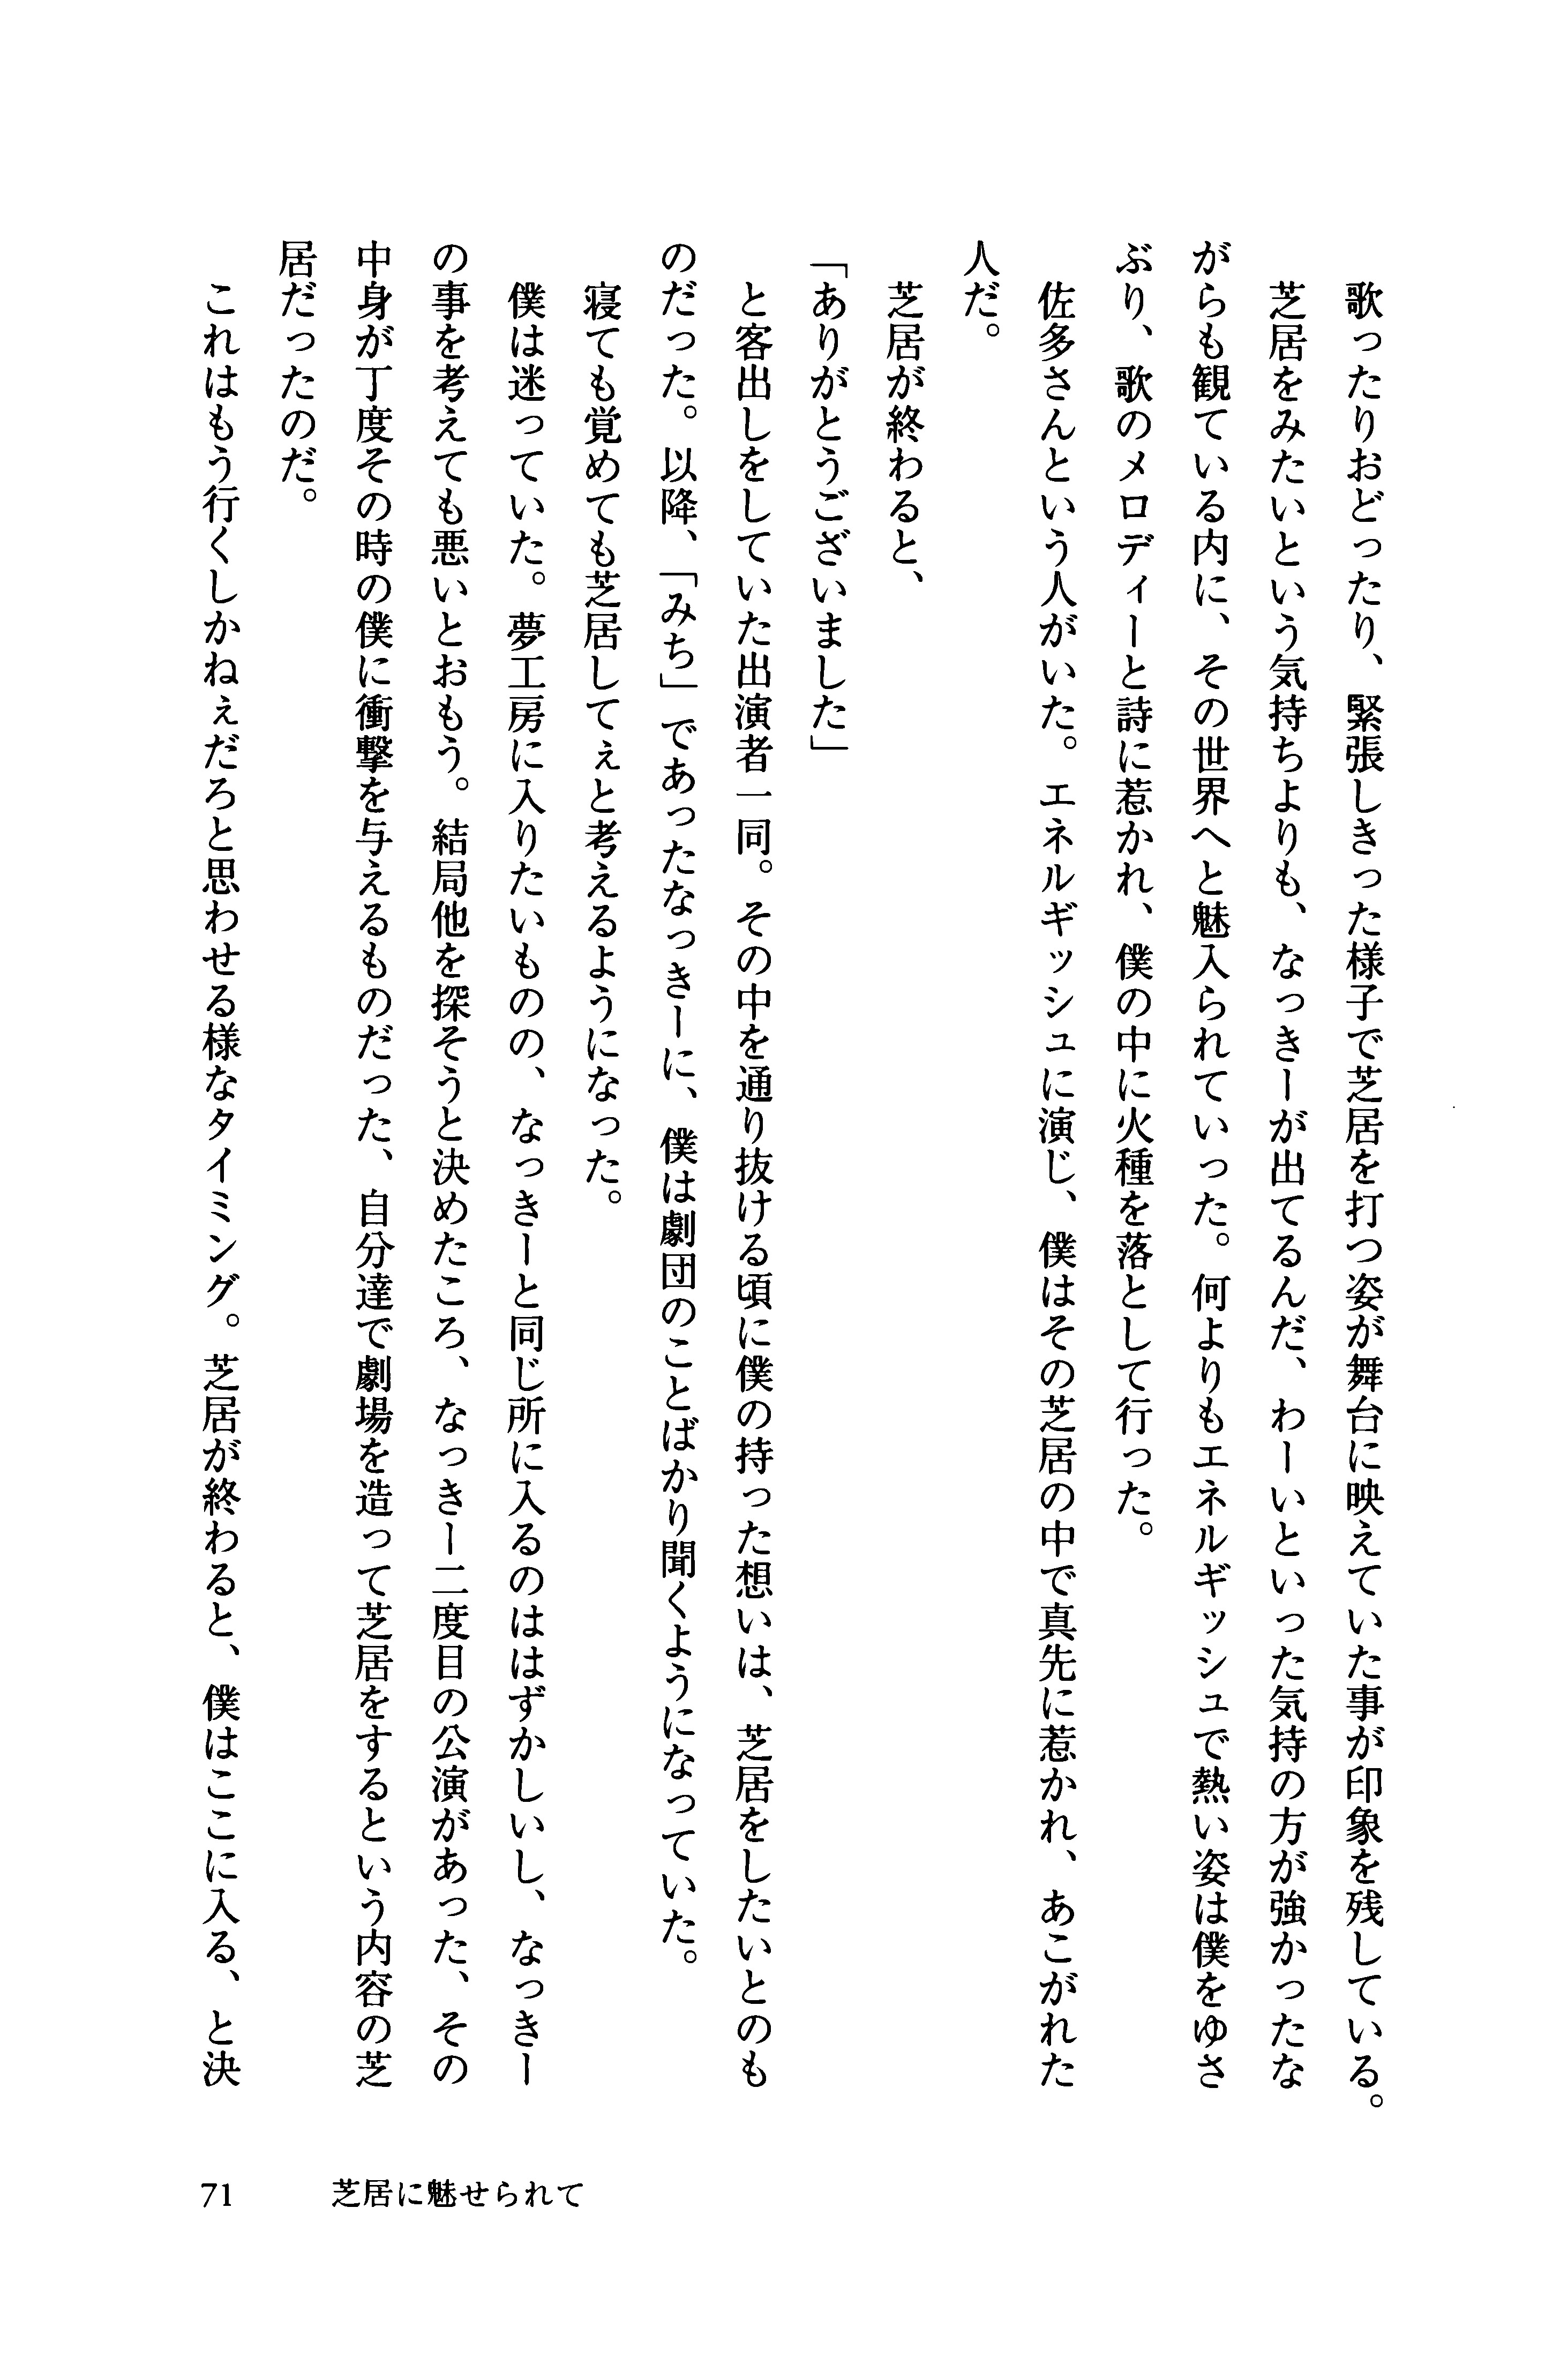 歌ったりおどったり、緊張しきった様子で芝居を打つ姿が舞台に映えていた事が印象を残している。
　芝居をみたいという気持ちよりも、なっきーが出てるんだ、わーいといった気持の方が強かったな
がらも観ている内に、その世界へと魅入られていった。何よりもエネルギッシュで熱い姿は僕をゆさ
ぶり、歌のメロディーと詩に惹かれ、僕の中に火種を落として行った。
　佐多さんという人がいた。エネルギッシュに演じ、僕はその芝居の中で真先に惹かれ、あこがれた
人だ。
　芝居が終わると、
「ありがとうございました」
　と客出しをしていた出演者一同。その中を通り抜ける頃に僕の持った想いは、芝居をしたいとのも
のだった。以降、「みち」であったなっきーに、僕は劇団のことばかり聞くようになっていた。
　寝ても覚めても芝居してぇと考えるようになった。
　僕は迷っていた。夢工房に入りたいものの、なっきーと同じ所に入るのははずかしいし、なっきー
の事を考えても悪いとおもう。結局他を探そうと決めたころ、なっきー二度目の公演があった、その
中身が丁度その時の僕に衝撃を与えるものだった、自分達で劇場を造って芝居をするという内容の芝
居だったのだ。
　これはもう行くしかねぇだろと思わせる様なタイミング。芝居が終わると、僕はここに入る、と決
71　芝居に魅せられて